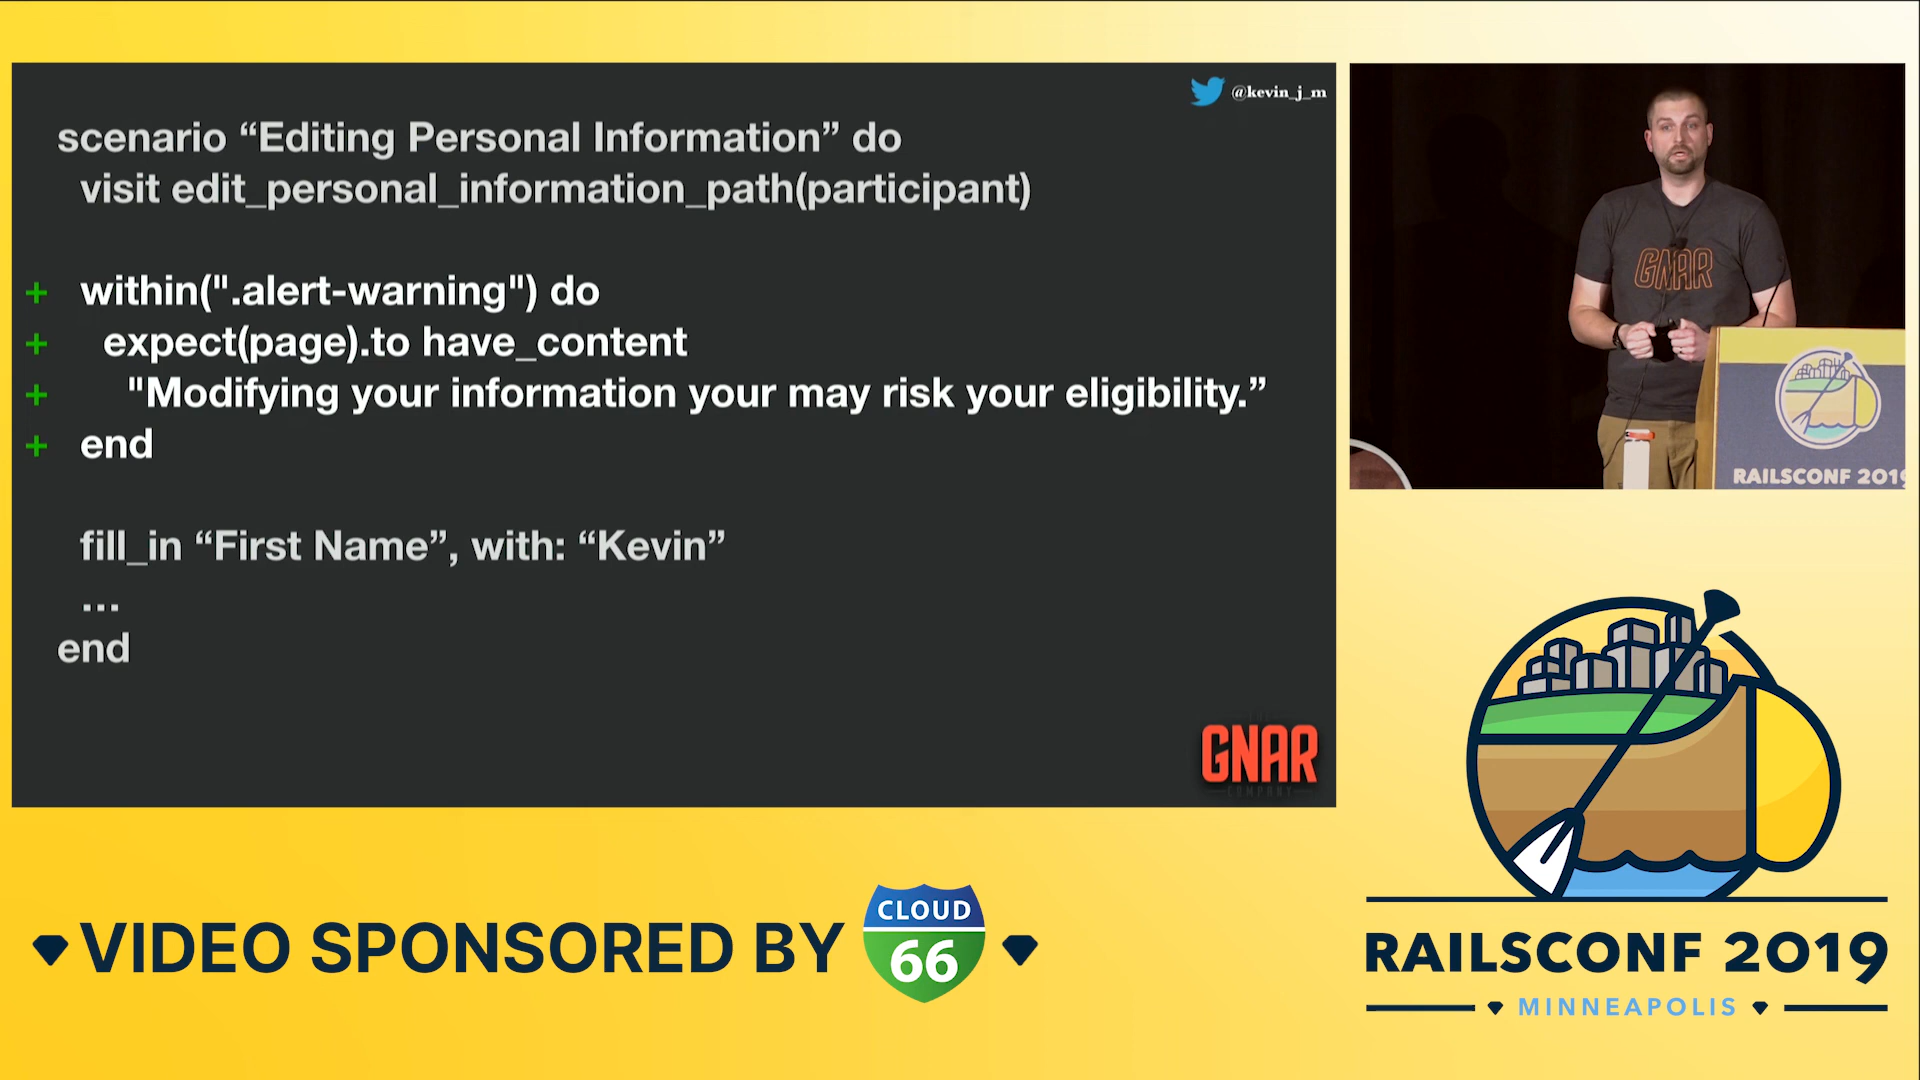 @kevin_j_m
scenario “Editing Personal Information” do
visit edit_personal_information_path(participant)
+ within(".alert-warning") do
+ expect(page).to have_content
+ "Modifying your information your may risk your eligibility.”
+ end
fill_in “First Name”, with: “Kevin”
...
end
GNAR
COMPANY
GNAR
RAILSCONF 2019
VIDEO SPONSORED BY
CLOUD
66
RAILSCONF 2019
MINNEAPOLIS